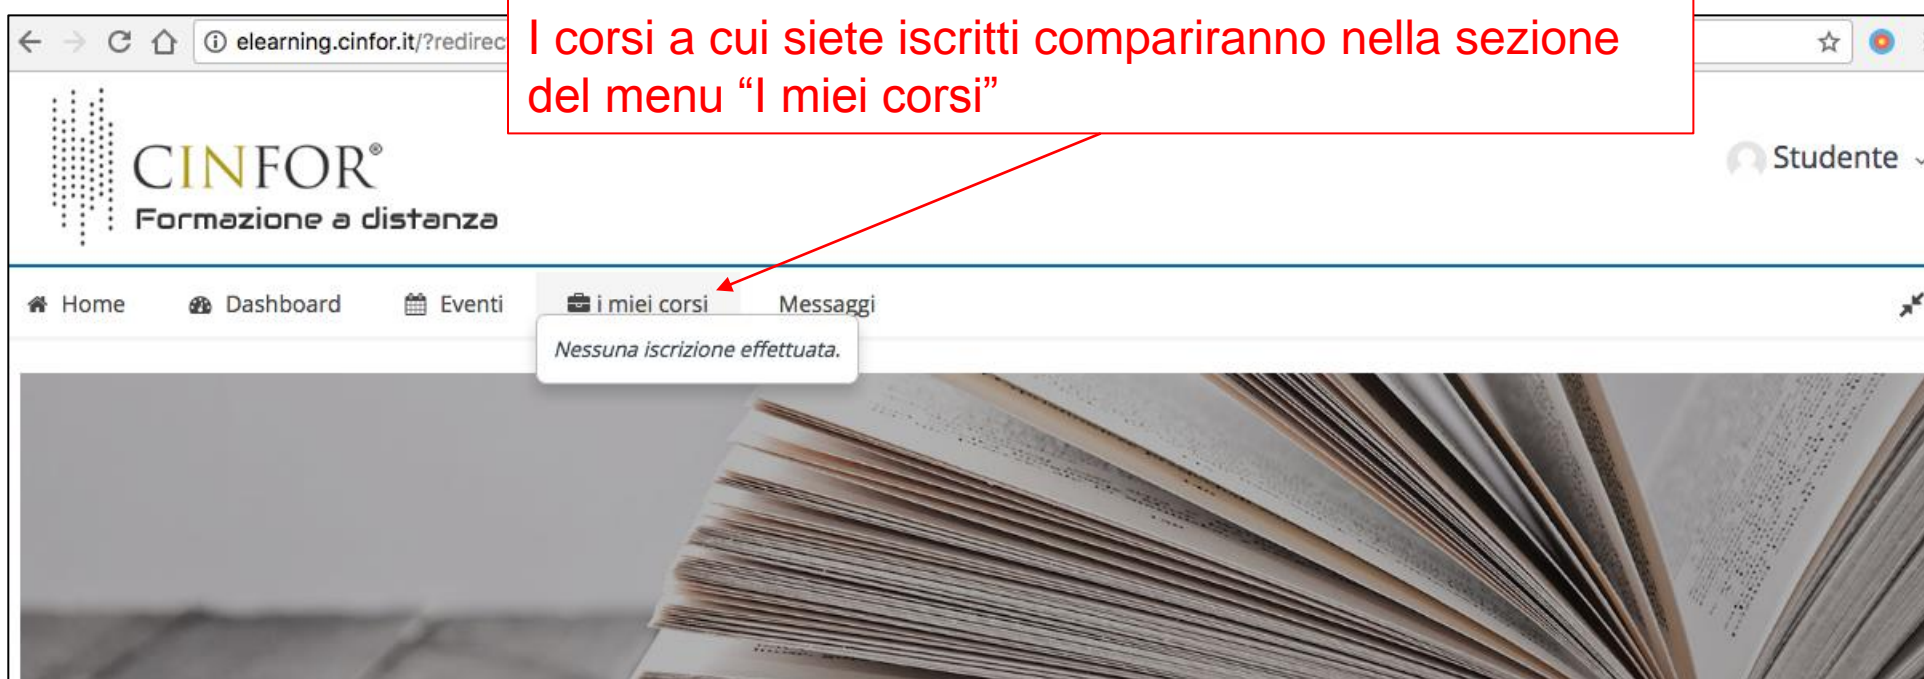 elearning.cinfor.it/?redirec
I corsi a cui siete iscritti compariranno nella sezione
del menu “I miei corsi”
CINFOR®
Formazione a distanza
Studente
Home Dashboard Eventi i miei corsi Messaggi
Nessuna iscrizione effettuata.